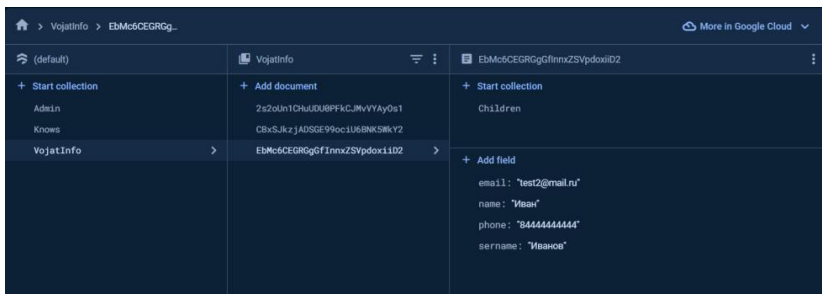 VojatInfo > EbMc6CEGRGg... More in Google Cloud
(default)
+ Start collection
Admin
Knows
VojatInfo
VojatInfo
+ Add document
2s2oUn1CHuUDU0PFkCJMvVYAyOs1
CBxSJkzjADSGE99ociU6BNK5WkY2
EbMc6CEGRGgGfInnxZSVpdoxiiD2
EbMc6CEGRGgGfInnxZSVpdoxiiD2
+ Start collection
Children
+ Add field
email: "test2@mail.ru"
name: "Иван"
phone: "84444444444"
sername: "Иванов"